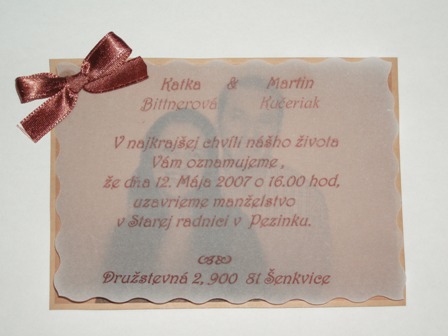 Katka & Martin
Bittnerová Kučeriak
V najkrajšej chvíli nášho života
Vám oznamujeme,
že dňa 12. Mája 2007 o 16.00 hod,
uzavrieme manželstvo
v Starej radnici v Pezinku.
Družstevná 2, 900 81 Šenkvice